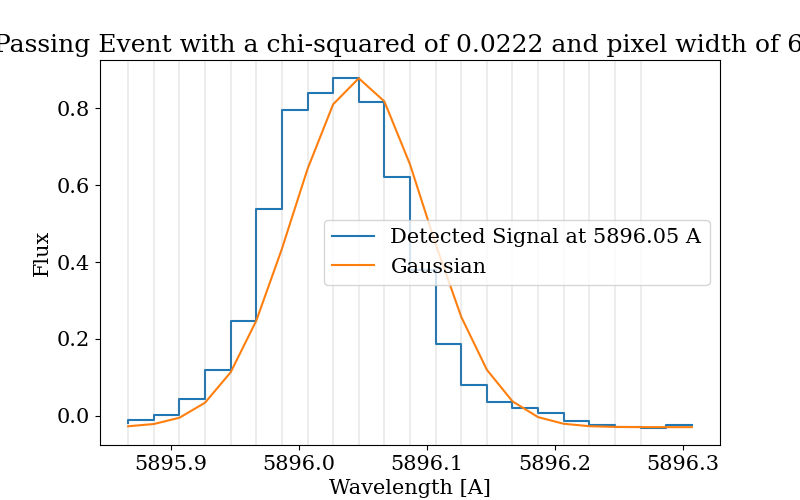 Passing Event with a chi-squared of 0.0222 and pixel width of 6
0.8
0.6
0.4
0.2
0.0
Flux
Detected Signal at 5896.05 A
Gaussian
5895.9 5896.0 5896.1 5896.2 5896.3
Wavelength [A]